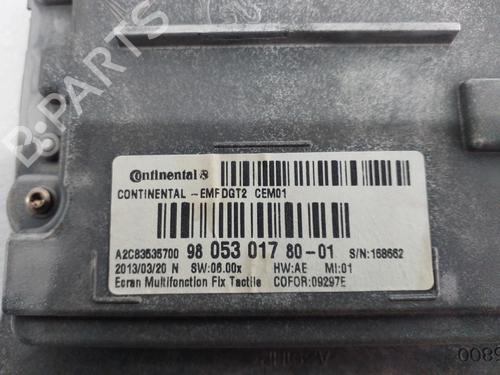 B-PARTS
Continental
CONTINENTAL -EMFDGT2 CEM01
A2C83535700 98 053 017 80-01 S/N:168662
2013/03/20 N SW:06.00x HW:AE MI:01
Ecran Multifonction Fix Tactile COFOR:09297E